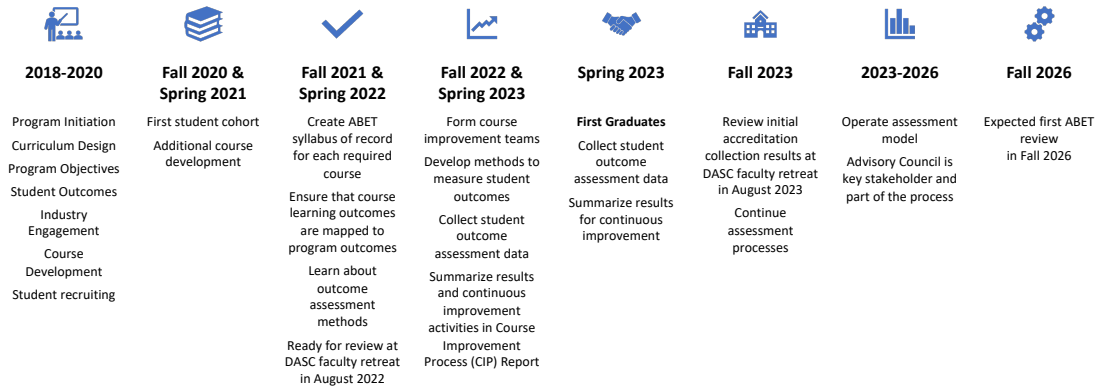 2018-2020
Program Initiation
Curriculum Design
Program Objectives
Student Outcomes
Industry
Engagement
Course
Development
Student recruiting
Fall 2020 &
Spring 2021
First student cohort
Additional course
development
Fall 2021 &
Spring 2022
Create ABET
syllabus of record
for each required
course
Ensure that course
learning outcomes
are mapped to
program outcomes
Learn about
outcome
assessment
methods
Ready for review at
DASC faculty retreat
in August 2022
Fall 2022 &
Spring 2023
Form course
improvement teams
Develop methods to
measure student
outcomes
Collect student
outcome
assessment data
Summarize results
and continuous
improvement
activities in Course
Improvement
Process (CIP) Report
Spring 2023
First Graduates
Collect student
outcome
assessment data
Summarize results
for continuous
improvement
Fall 2023
Review initial
accreditation
collection results at
DASC faculty retreat
in August 2023
Continue
assessment
processes
2023-2026
Operate assessment
model
Advisory Council is
key stakeholder and
part of the process
Fall 2026
Expected first ABET
review
in Fall 2026